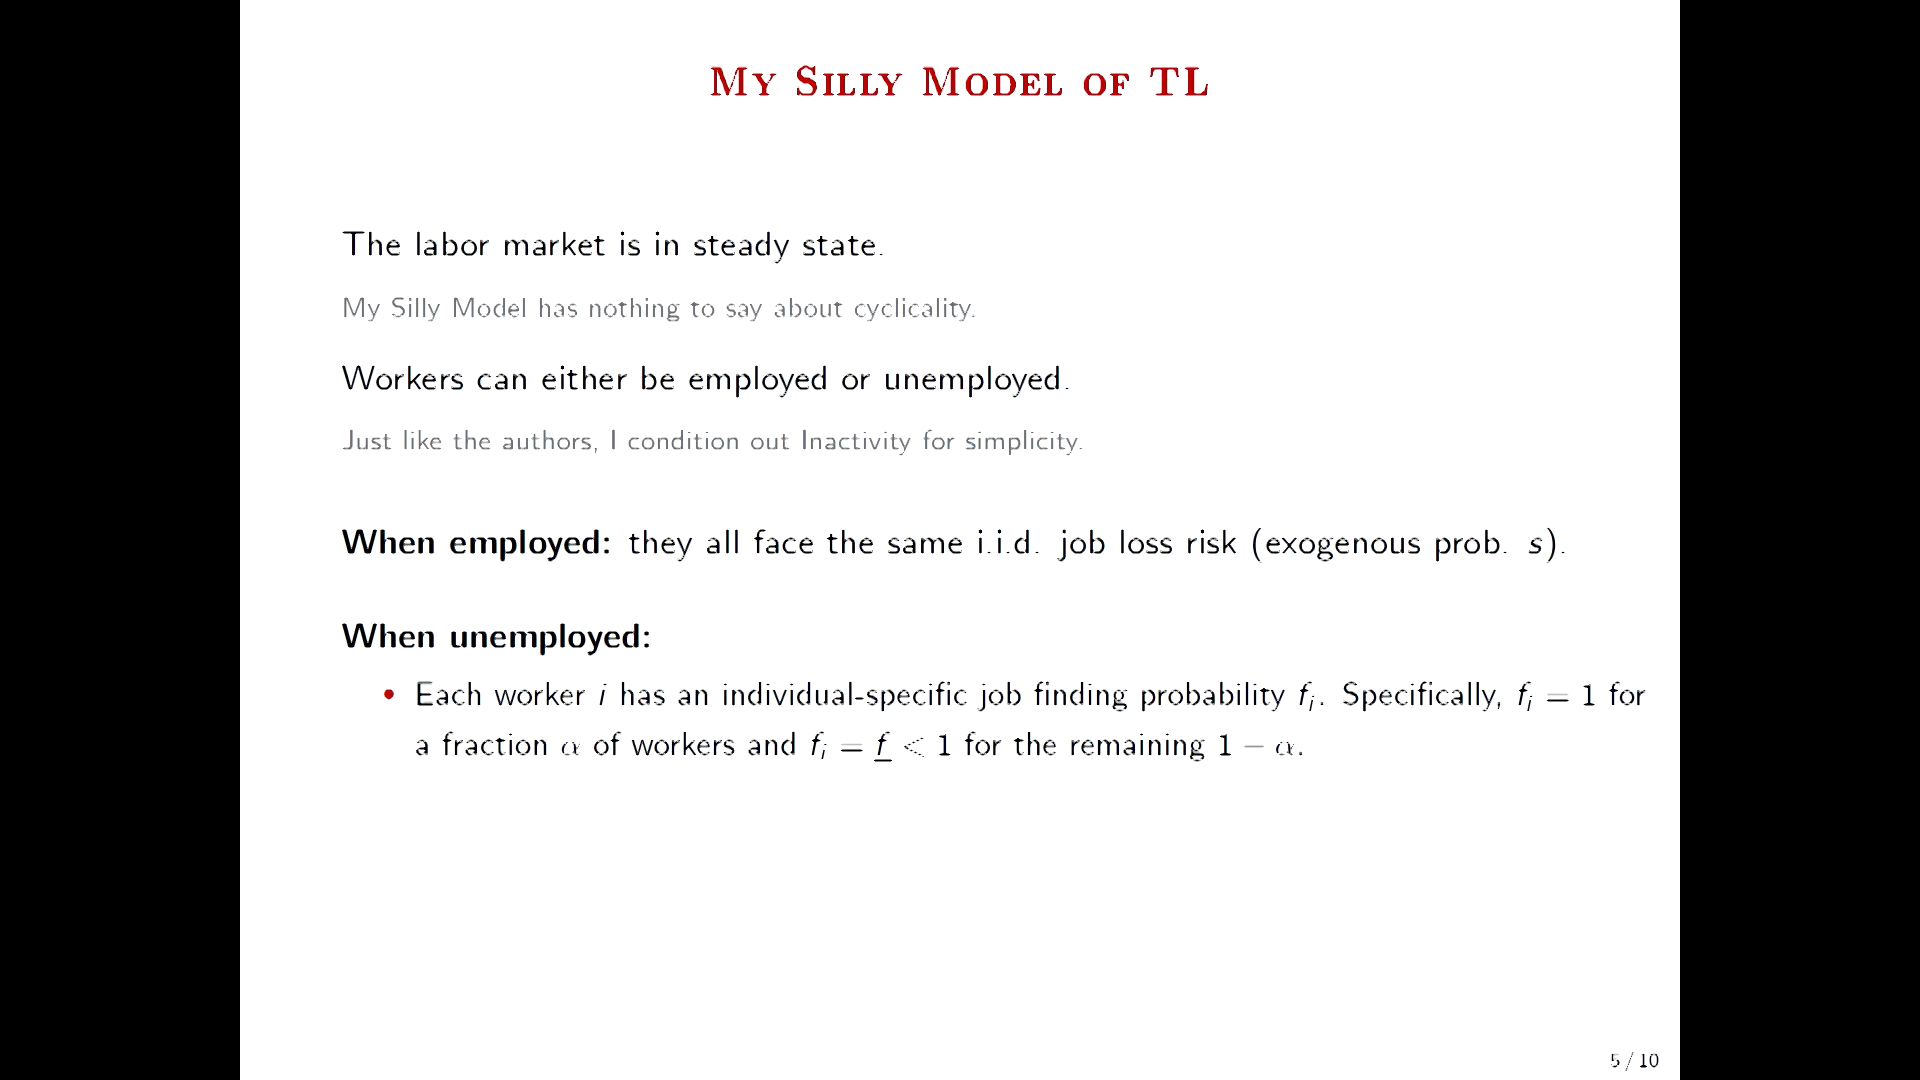 My Silly Model of TL
The labor market is in steady state.
My Silly Model has nothing to say about cyclicality.
Workers can either be employed or unemployed.
Just like the authors, I condition out Inactivity for simplicity.
When employed: they all face the same i.i.d. job loss risk (exogenous prob. s).
When unemployed:
• Each worker i has an individual-specific job finding probability fᵢ. Specifically, fᵢ = 1 for
a fraction α of workers and fᵢ = f̲ < 1 for the remaining 1 − α.
5 / 10